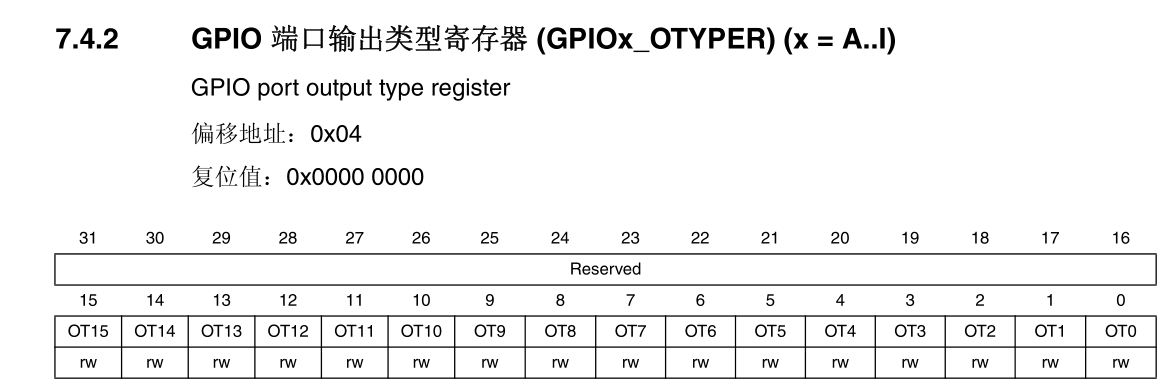 7.4.2 GPIO 端口输出类型寄存器 (GPIOx_OTYPER) (x = A..I)
GPIO port output type register
偏移地址：0x04
复位值：0x0000 0000
31 30 29 28 27 26 25 24 23 22 21 20 19 18 17 16
Reserved
15 14 13 12 11 10 9 8 7 6 5 4 3 2 1 0
OT15 OT14 OT13 OT12 OT11 OT10 OT9 OT8 OT7 OT6 OT5 OT4 OT3 OT2 OT1 OT0
rw rw rw rw rw rw rw rw rw rw rw rw rw rw rw rw